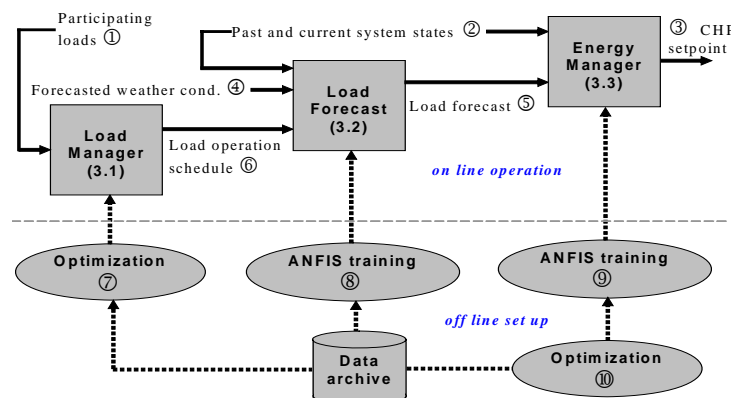 Participating
loads ①
Past and current system states ②
Energy
Manager
(3.3)
③ CHP
setpoint
Forecasted weather cond. ④
Load
Forecast
(3.2)
Load forecast ⑤
Load
Manager
(3.1)
Load operation
schedule ⑥
on line operation
Optimization
⑦
ANFIS training
⑧
ANFIS training
⑨
off line set up
Data
archive
Optimization
⑩